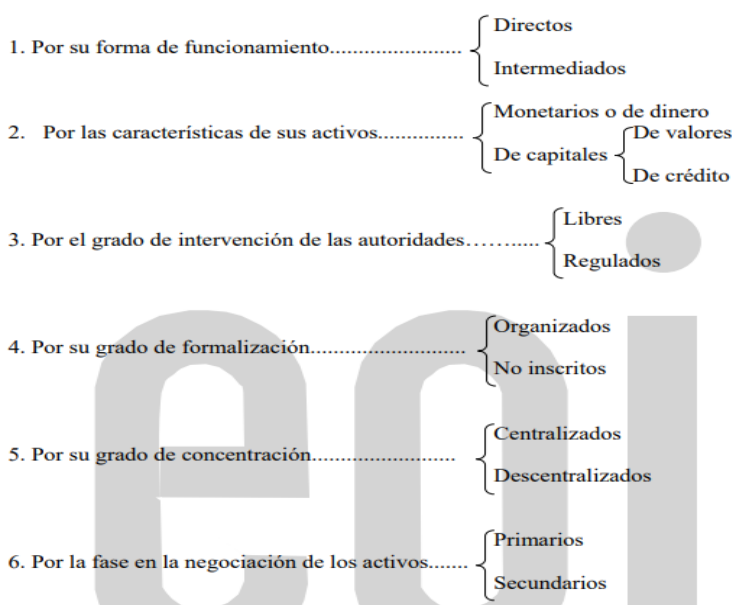 Directos
1. Por su forma de funcionamiento.......................
Intermediados
Monetarios o de dinero
2. Por las características de sus activos...............
De valores
De capitales
De crédito
Libres
3. Por el grado de intervención de las autoridades……......
Regulados
Organizados
4. Por su grado de formalización...........................
No inscritos
Centralizados
5. Por su grado de concentración.........................
Descentralizados
Primarios
6. Por la fase en la negociación de los activos.......
Secundarios
eoi